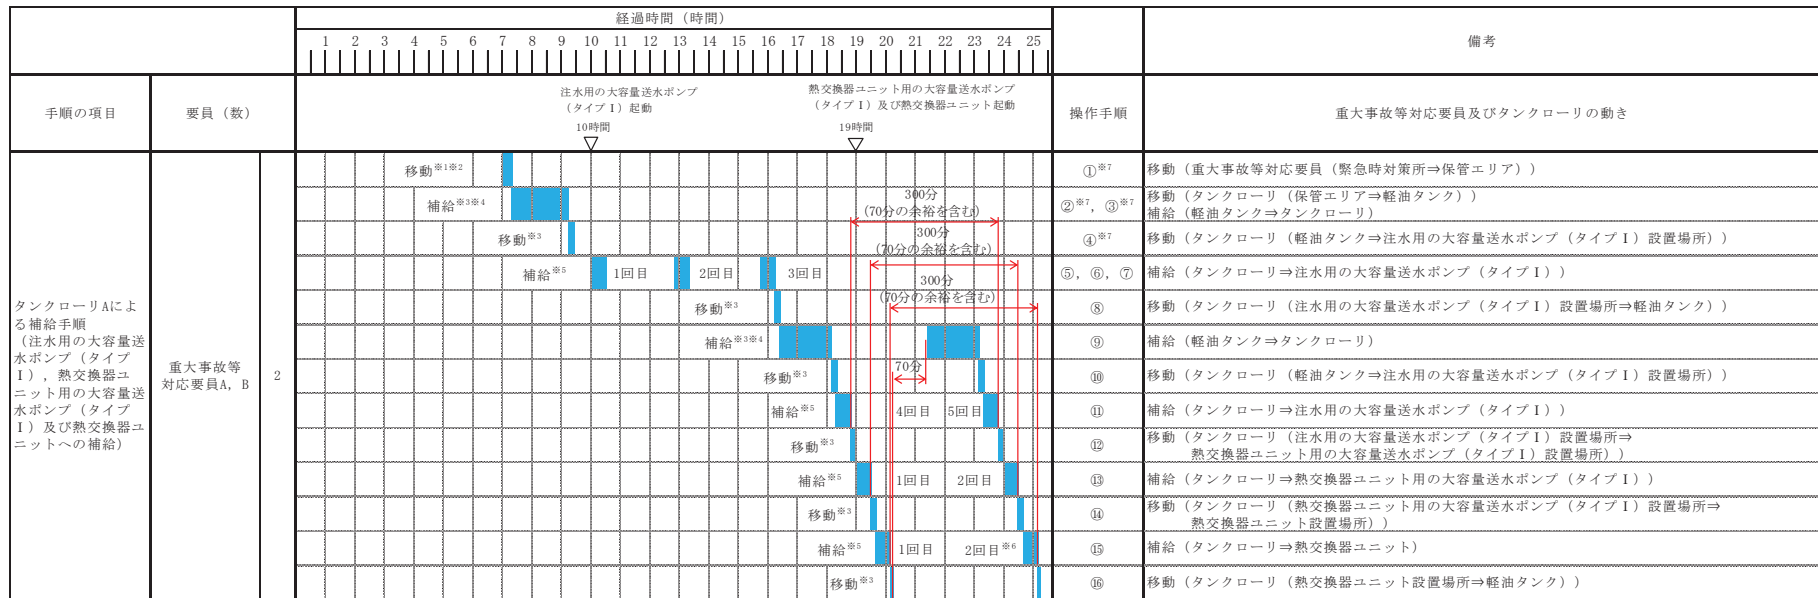 経過時間（時間）
備考
1 2 3 4 5 6 7 8 9 10 11 12 13 14 15 16 17 18 19 20 21 22 23 24 25
手順の項目
要員（数）
注水用の大容量送水ポンプ
（タイプⅠ）起動
10時間
熱交換器ユニット用の大容量送水ポンプ
（タイプⅠ）及び熱交換器ユニット起動
19時間
操作手順
重大事故等対応要員及びタンクローリの動き
タンクローリAによ
る補給手順
（注水用の大容量送
水ポンプ（タイプ
Ⅰ），熱交換器ユ
ニット用の大容量送
水ポンプ（タイプ
Ⅰ）及び熱交換器ユ
ニットへの補給）
重大事故等
対応要員A，B
2
移動※1※2
①※7
移動（重大事故等対応要員（緊急時対策所⇒保管エリア））
補給※3※4
300分
（70分の余裕を含む）
②※7，③※7
移動（タンクローリ（保管エリア⇒軽油タンク））
補給（軽油タンク⇒タンクローリ）
移動※3
300分
（70分の余裕を含む）
④※7
移動（タンクローリ（軽油タンク⇒注水用の大容量送水ポンプ（タイプⅠ）設置場所））
補給※5
1回目
2回目
3回目
300分
（70分の余裕を含む）
⑤，⑥，⑦
補給（タンクローリ⇒注水用の大容量送水ポンプ（タイプⅠ））
移動※3
⑧
移動（タンクローリ（注水用の大容量送水ポンプ（タイプⅠ）設置場所⇒軽油タンク））
補給※3※4
⑨
補給（軽油タンク⇒タンクローリ）
移動※3
70分
⑩
移動（タンクローリ（軽油タンク⇒注水用の大容量送水ポンプ（タイプⅠ）設置場所））
補給※5
4回目
5回目
⑪
補給（タンクローリ⇒注水用の大容量送水ポンプ（タイプⅠ））
移動※3
⑫
移動（タンクローリ（注水用の大容量送水ポンプ（タイプⅠ）設置場所⇒
熱交換器ユニット用の大容量送水ポンプ（タイプⅠ）設置場所））
補給※5
1回目
2回目
⑬
補給（タンクローリ⇒熱交換器ユニット用の大容量送水ポンプ（タイプⅠ））
移動※3
⑭
移動（タンクローリ（熱交換器ユニット用の大容量送水ポンプ（タイプⅠ）設置場所⇒
熱交換器ユニット設置場所））
補給※5
1回目
2回目※6
⑮
補給（タンクローリ⇒熱交換器ユニット）
移動※3
⑯
移動（タンクローリ（熱交換器ユニット設置場所⇒軽油タンク））